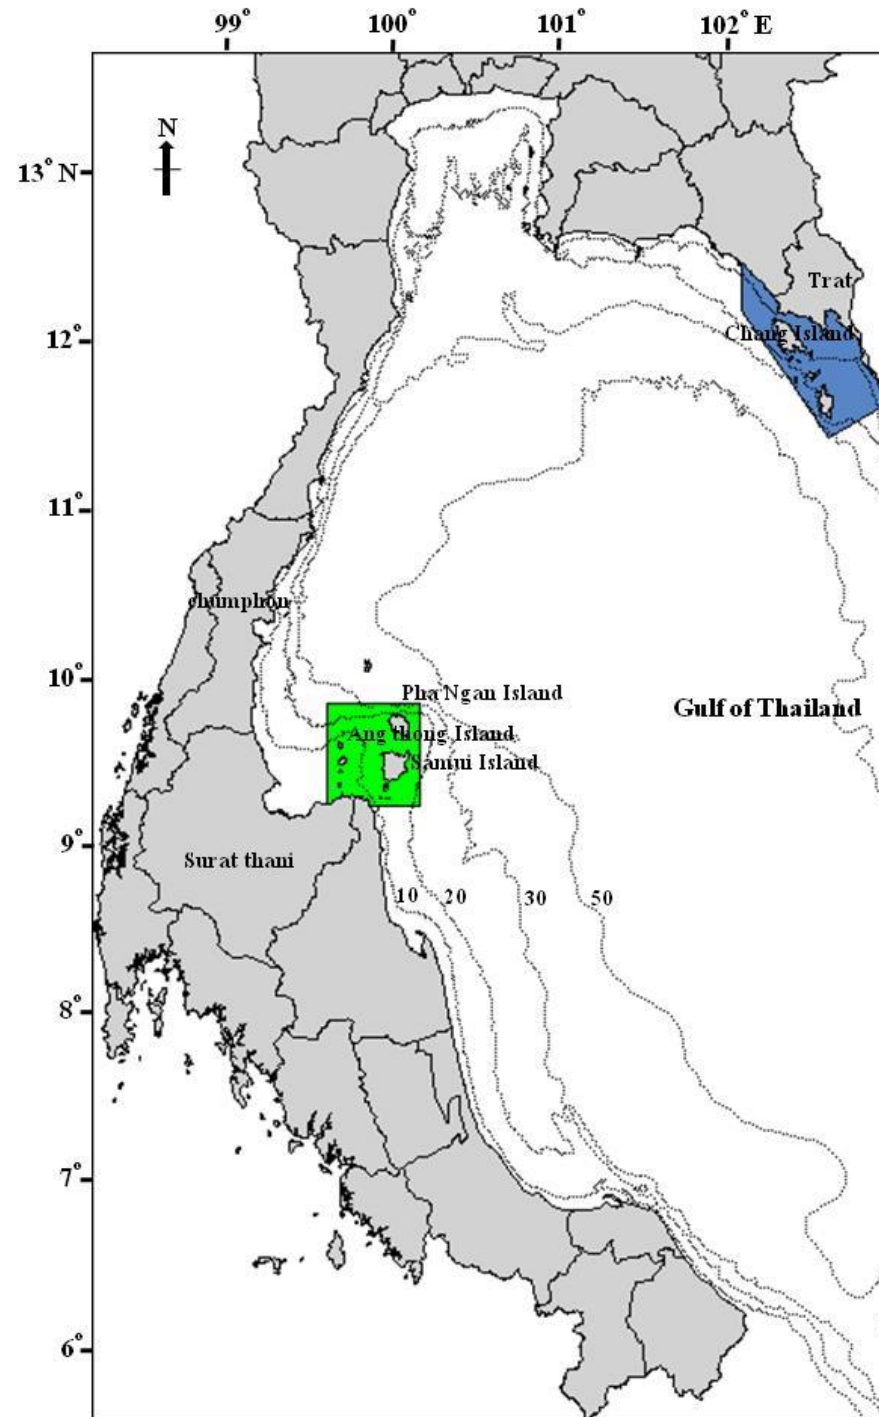 99° 100° 101° 102° E
N
13° N
Trat
12°
Chang Island
11°
chumphon
10°
Pha Ngan Island
Gulf of Thailand
Ang thong Island
Samui Island
9°
Surat thani
10 20 30 50
8°
7°
6°